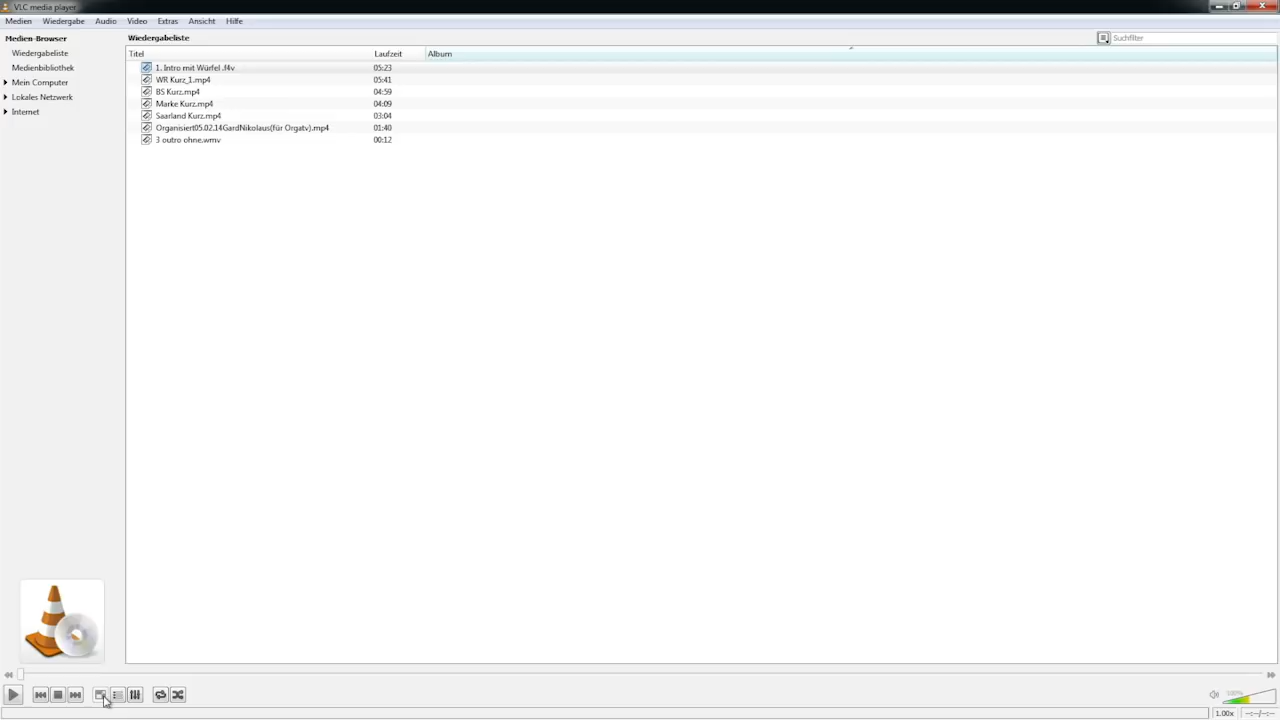 VLC media player
Medien Wiedergabe Audio Video Extras Ansicht Hilfe
Medien-Browser
Wiedergabeliste
Medienbibliothek
Mein Computer
Lokales Netzwerk
Internet
Wiedergabeliste
Suchfilter
Titel Laufzeit Album
1. Intro mit Würfel .f4v 05:23
WR Kurz_1.mp4 05:41
BS Kurz.mp4 04:59
Marke Kurz.mp4 04:09
Saarland Kurz.mp4 03:04
Organisiert05.02.14GardNikolaus(für Orgatv).mp4 01:40
3 outro ohne.wmv 00:12
100%
1.00x --:--/--:--